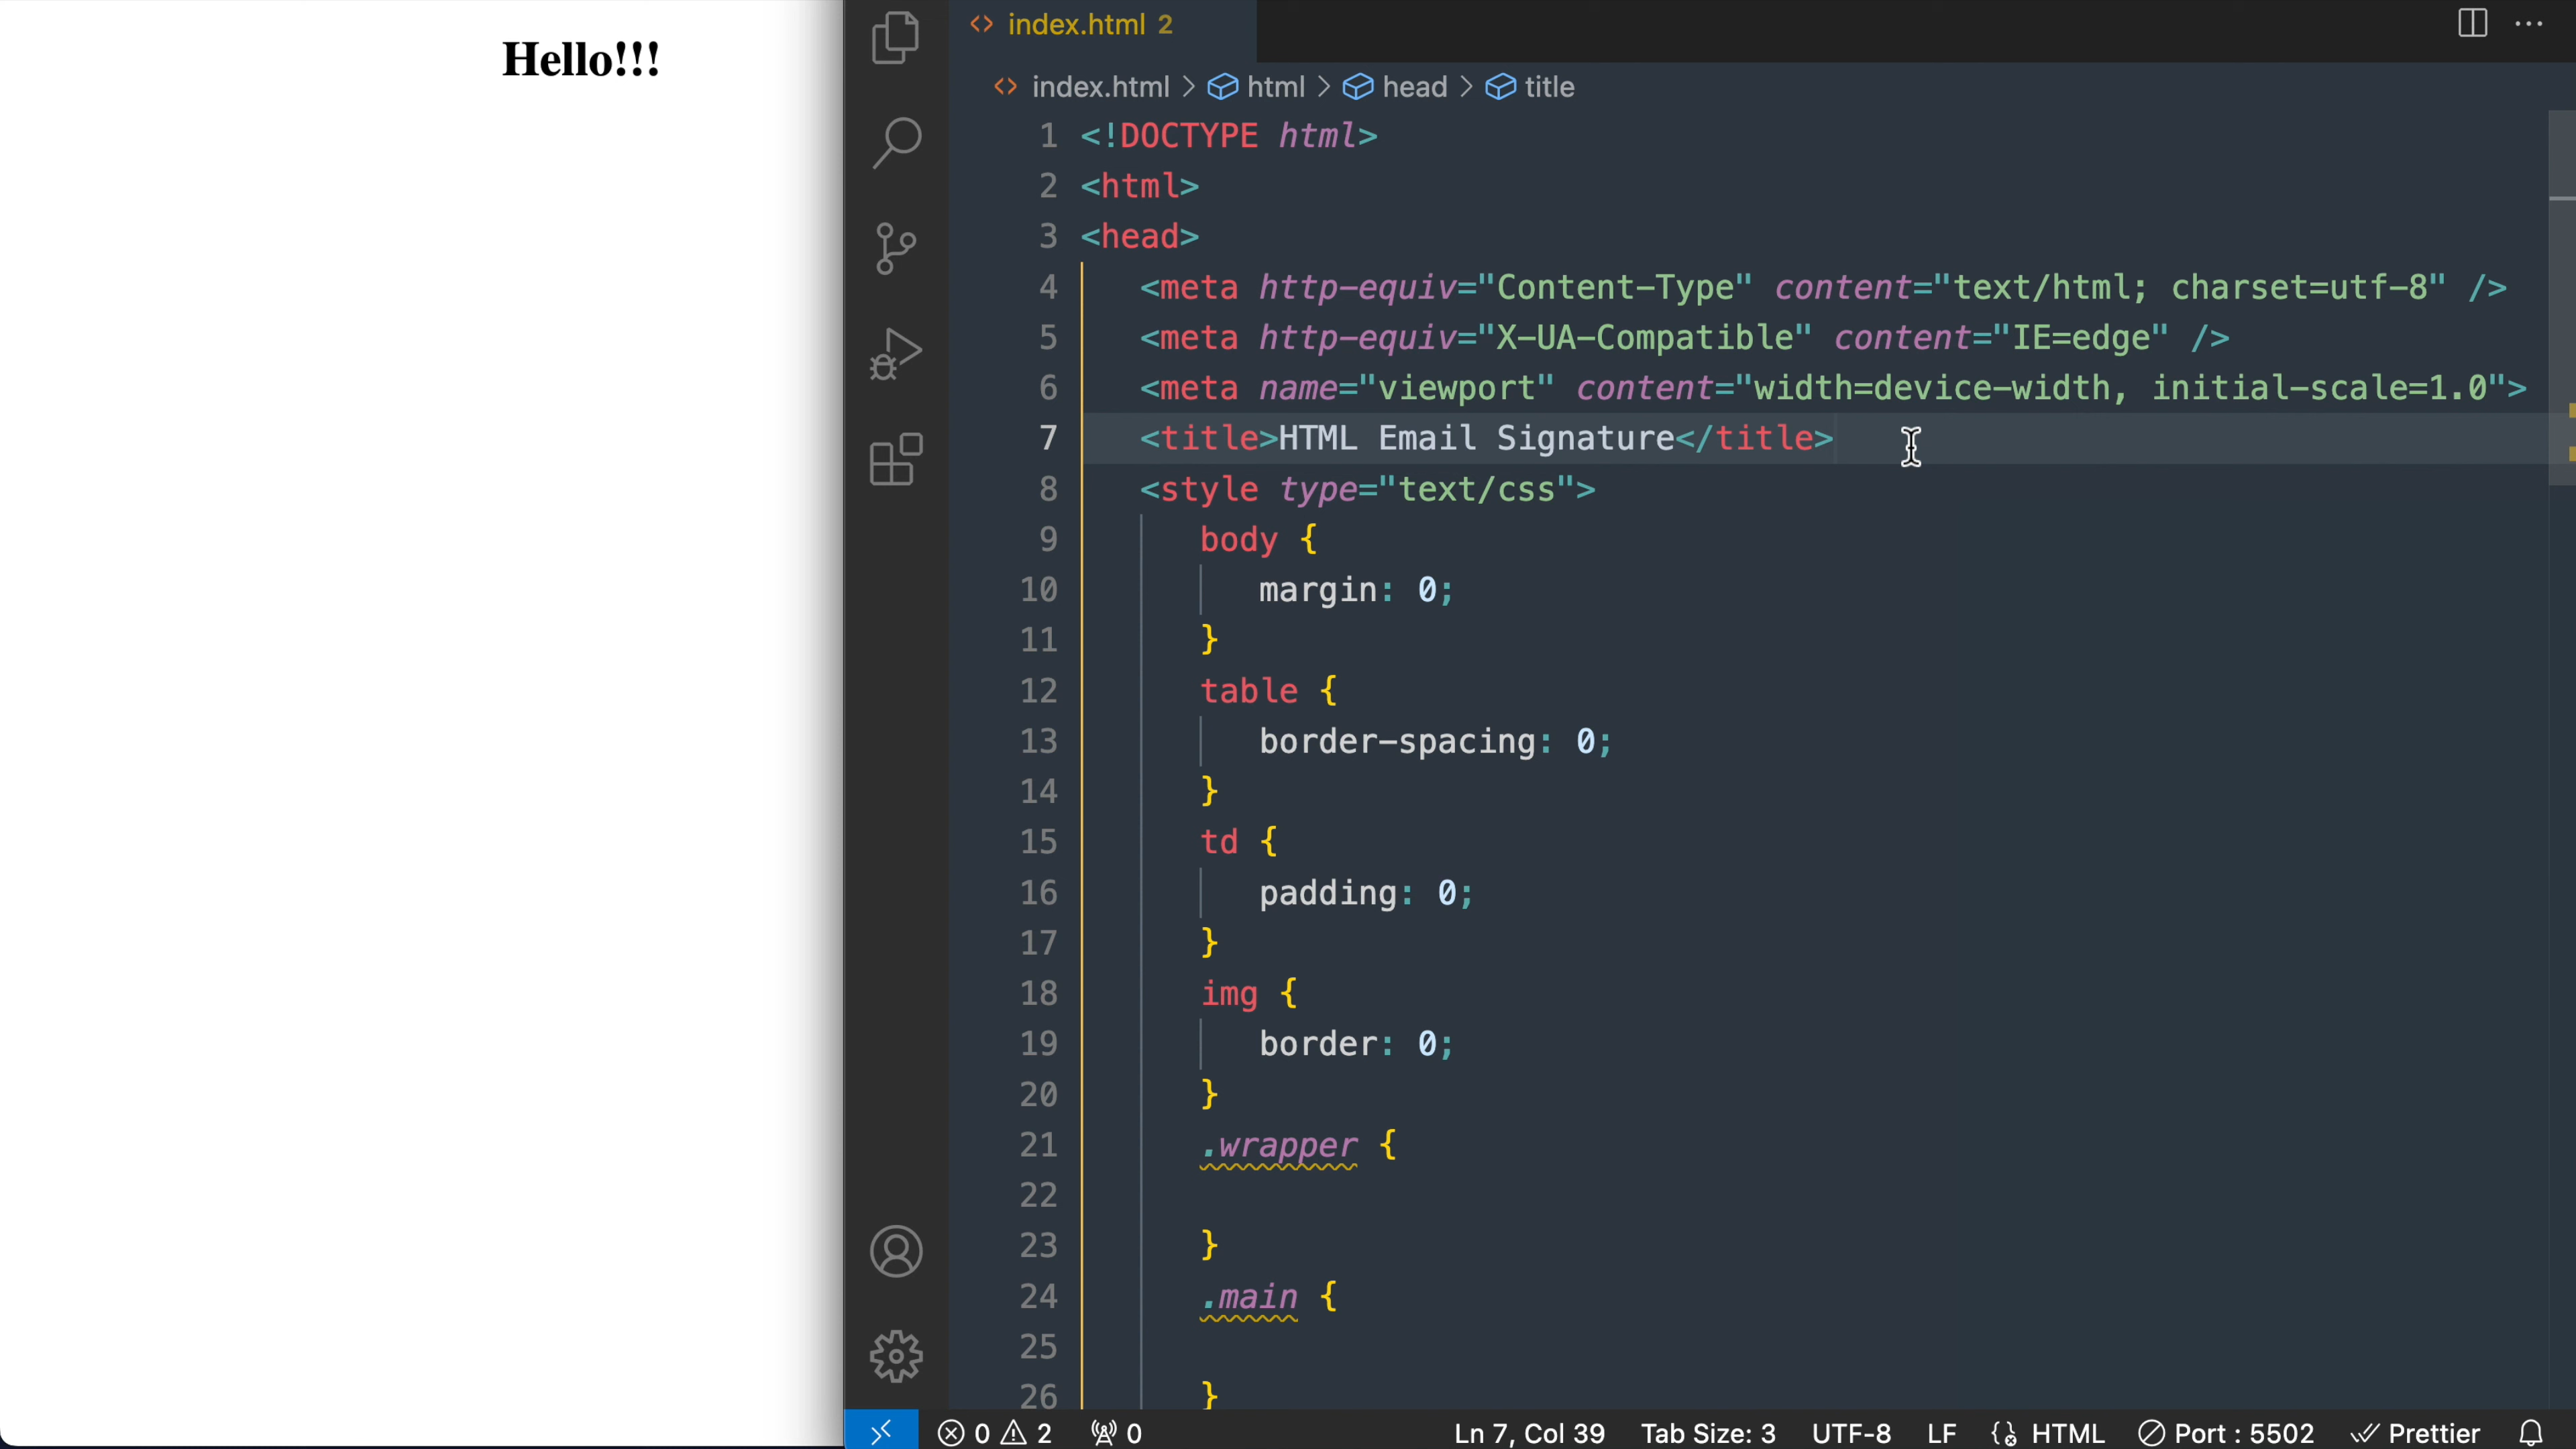 Hello!!!
index.html 2
index.html > html > head > title
1 <!DOCTYPE html>
2 <html>
3 <head>
4 <meta http-equiv="Content-Type" content="text/html; charset=utf-8" />
5 <meta http-equiv="X-UA-Compatible" content="IE=edge" />
6 <meta name="viewport" content="width=device-width, initial-scale=1.0">
7 <title>HTML Email Signature</title>
8 <style type="text/css">
9 body {
10 margin: 0;
11 }
12 table {
13 border-spacing: 0;
14 }
15 td {
16 padding: 0;
17 }
18 img {
19 border: 0;
20 }
21 .wrapper {
22
23 }
24 .main {
25
26 }
0 2 0 Ln 7, Col 39 Tab Size: 3 UTF-8 LF HTML Port : 5502 Prettier